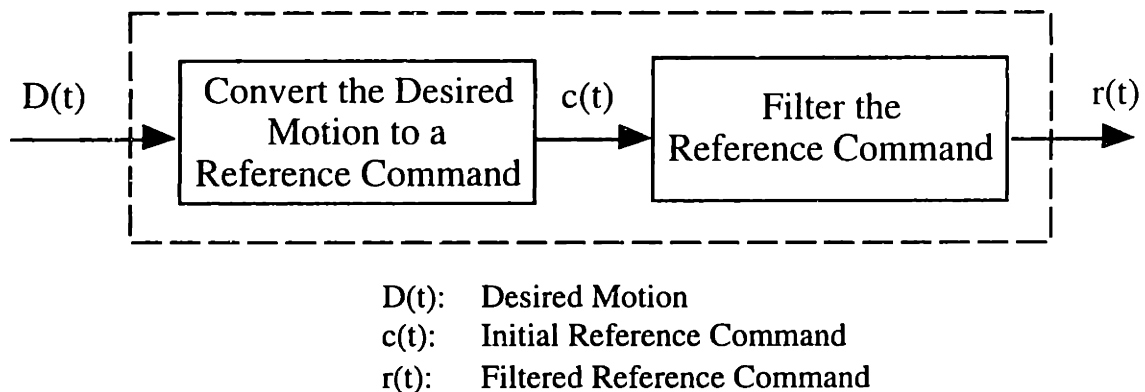 D(t)
Convert the Desired
Motion to a
Reference Command
c(t)
Filter the
Reference Command
r(t)
D(t): Desired Motion
c(t): Initial Reference Command
r(t): Filtered Reference Command